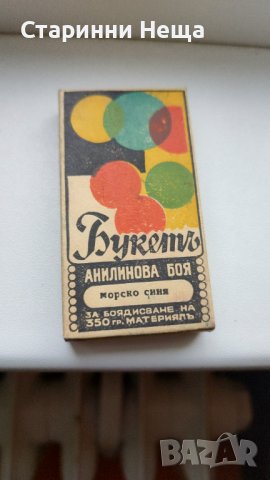 Старинни Неща
Букетъ
АНИЛИНОВА БОЯ
морско синя
ЗА БОЯДИСВАНЕ НА
350 гр. МАТЕРИЯЛЪ
BAZAR